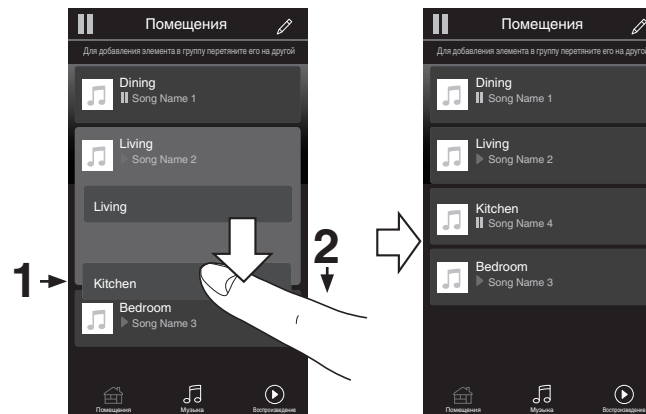 Помещения
Для добавления элемента в группу перетяните его на другой
Dining
Song Name 1
Living
Song Name 2
Living
Kitchen
Bedroom
Song Name 3
Помещения
Музыка
Воспроизведение
1
2
Помещения
Для добавления элемента в группу перетяните его на другой
Dining
Song Name 1
Living
Song Name 2
Kitchen
Song Name 4
Bedroom
Song Name 3
Помещения
Музыка
Воспроизведение